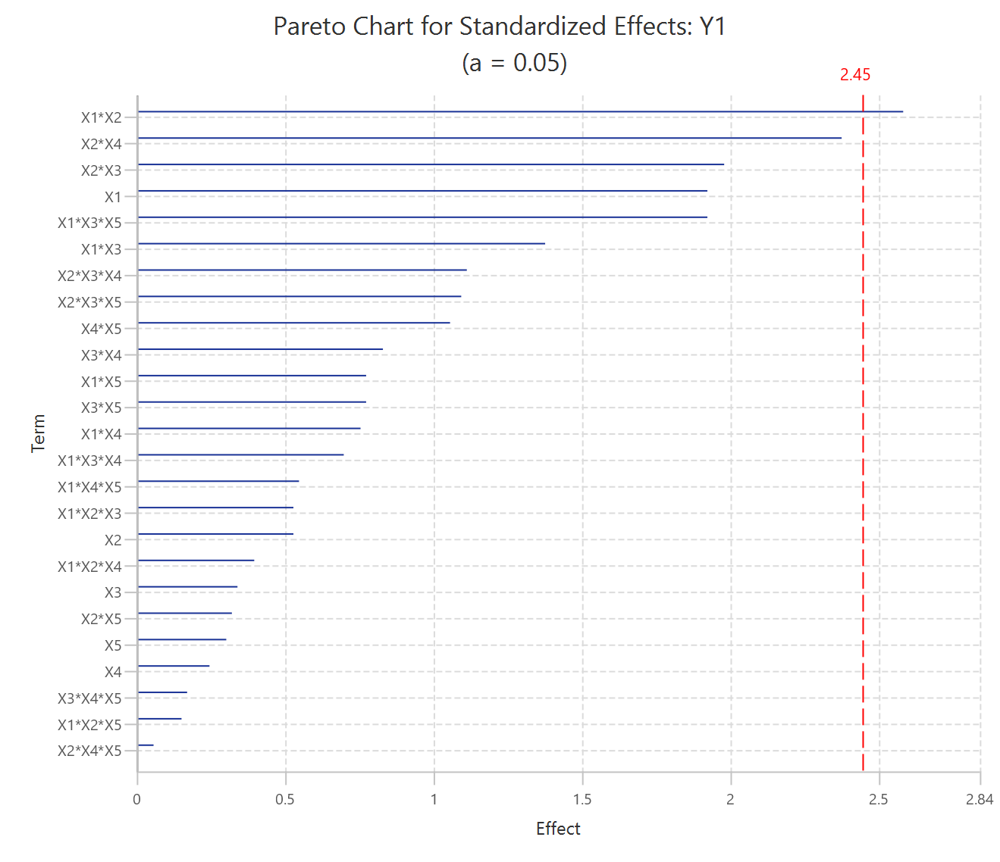 Pareto Chart for Standardized Effects: Y1
(a = 0.05)
2.45
X1*X2
X2*X4
X2*X3
X1
X1*X3*X5
X1*X3
X2*X3*X4
X2*X3*X5
X4*X5
X3*X4
X1*X5
X3*X5
X1*X4
X1*X3*X4
X1*X4*X5
X1*X2*X3
X2
X1*X2*X4
X3
X2*X5
X5
X4
X3*X4*X5
X1*X2*X5
X2*X4*X5
Term
0 0.5 1 1.5 2 2.5 2.84
Effect